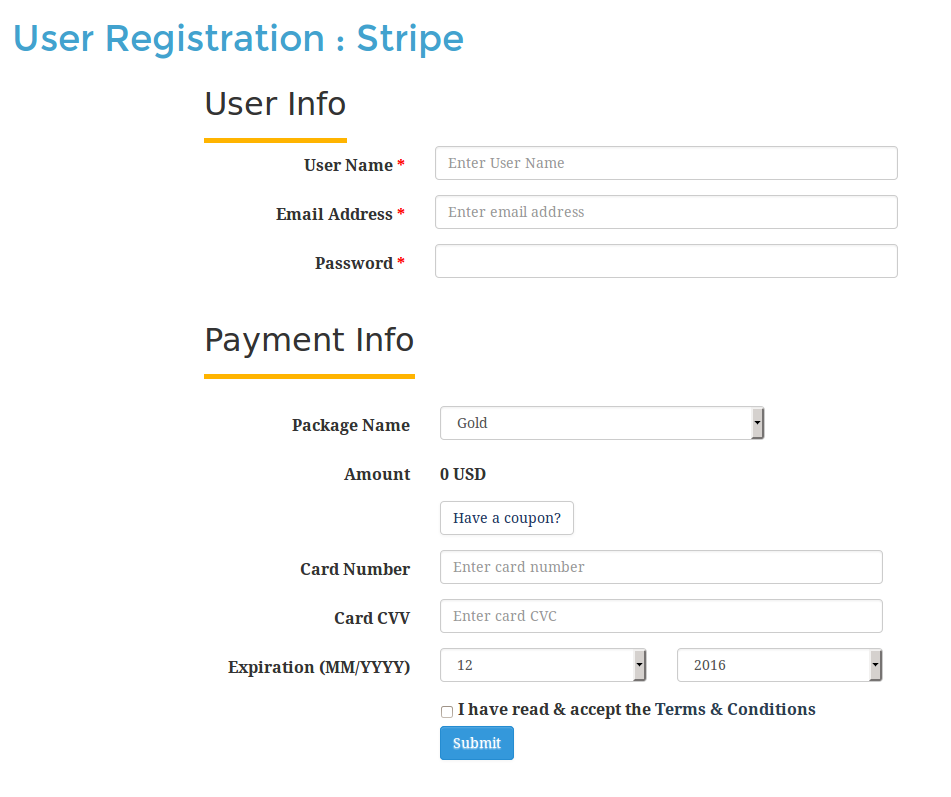 User Registration : Stripe
User Info
User Name * Enter User Name
Email Address * Enter email address
Password *
Payment Info
Package Name Gold
Amount 0 USD
Have a coupon?
Card Number Enter card number
Card CVV Enter card CVC
Expiration (MM/YYYY) 12 2016
I have read & accept the Terms & Conditions
Submit